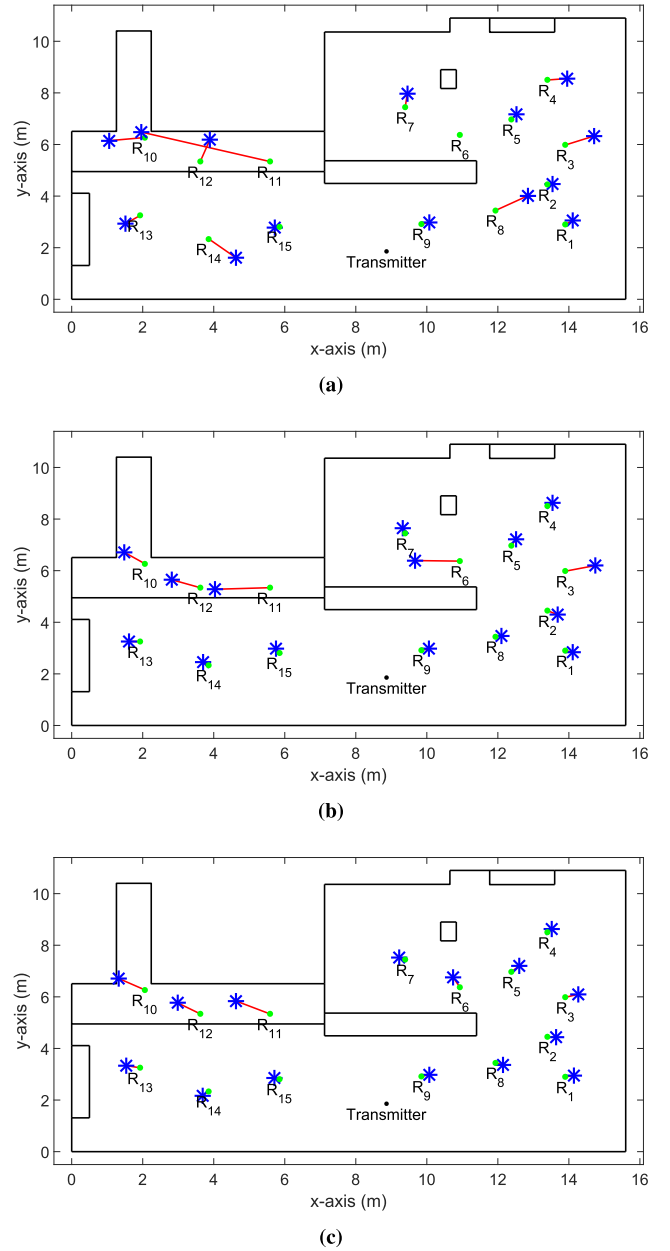 10
8
6
4
2
0
y-axis (m)
R4
R7
R5
R6
R3
R10
R12
R11
R2
R8
R13
R15
R14
R9
R1
Transmitter
0 2 4 6 8 10 12 14 16
x-axis (m)
(a)
10
8
6
4
2
0
y-axis (m)
R4
R7
R5
R6
R3
R10
R12
R11
R2
R8
R13
R15
R14
R9
R1
Transmitter
0 2 4 6 8 10 12 14 16
x-axis (m)
(b)
10
8
6
4
2
0
y-axis (m)
R4
R7
R5
R6
R3
R10
R12
R11
R2
R8
R13
R15
R14
R9
R1
Transmitter
0 2 4 6 8 10 12 14 16
x-axis (m)
(c)